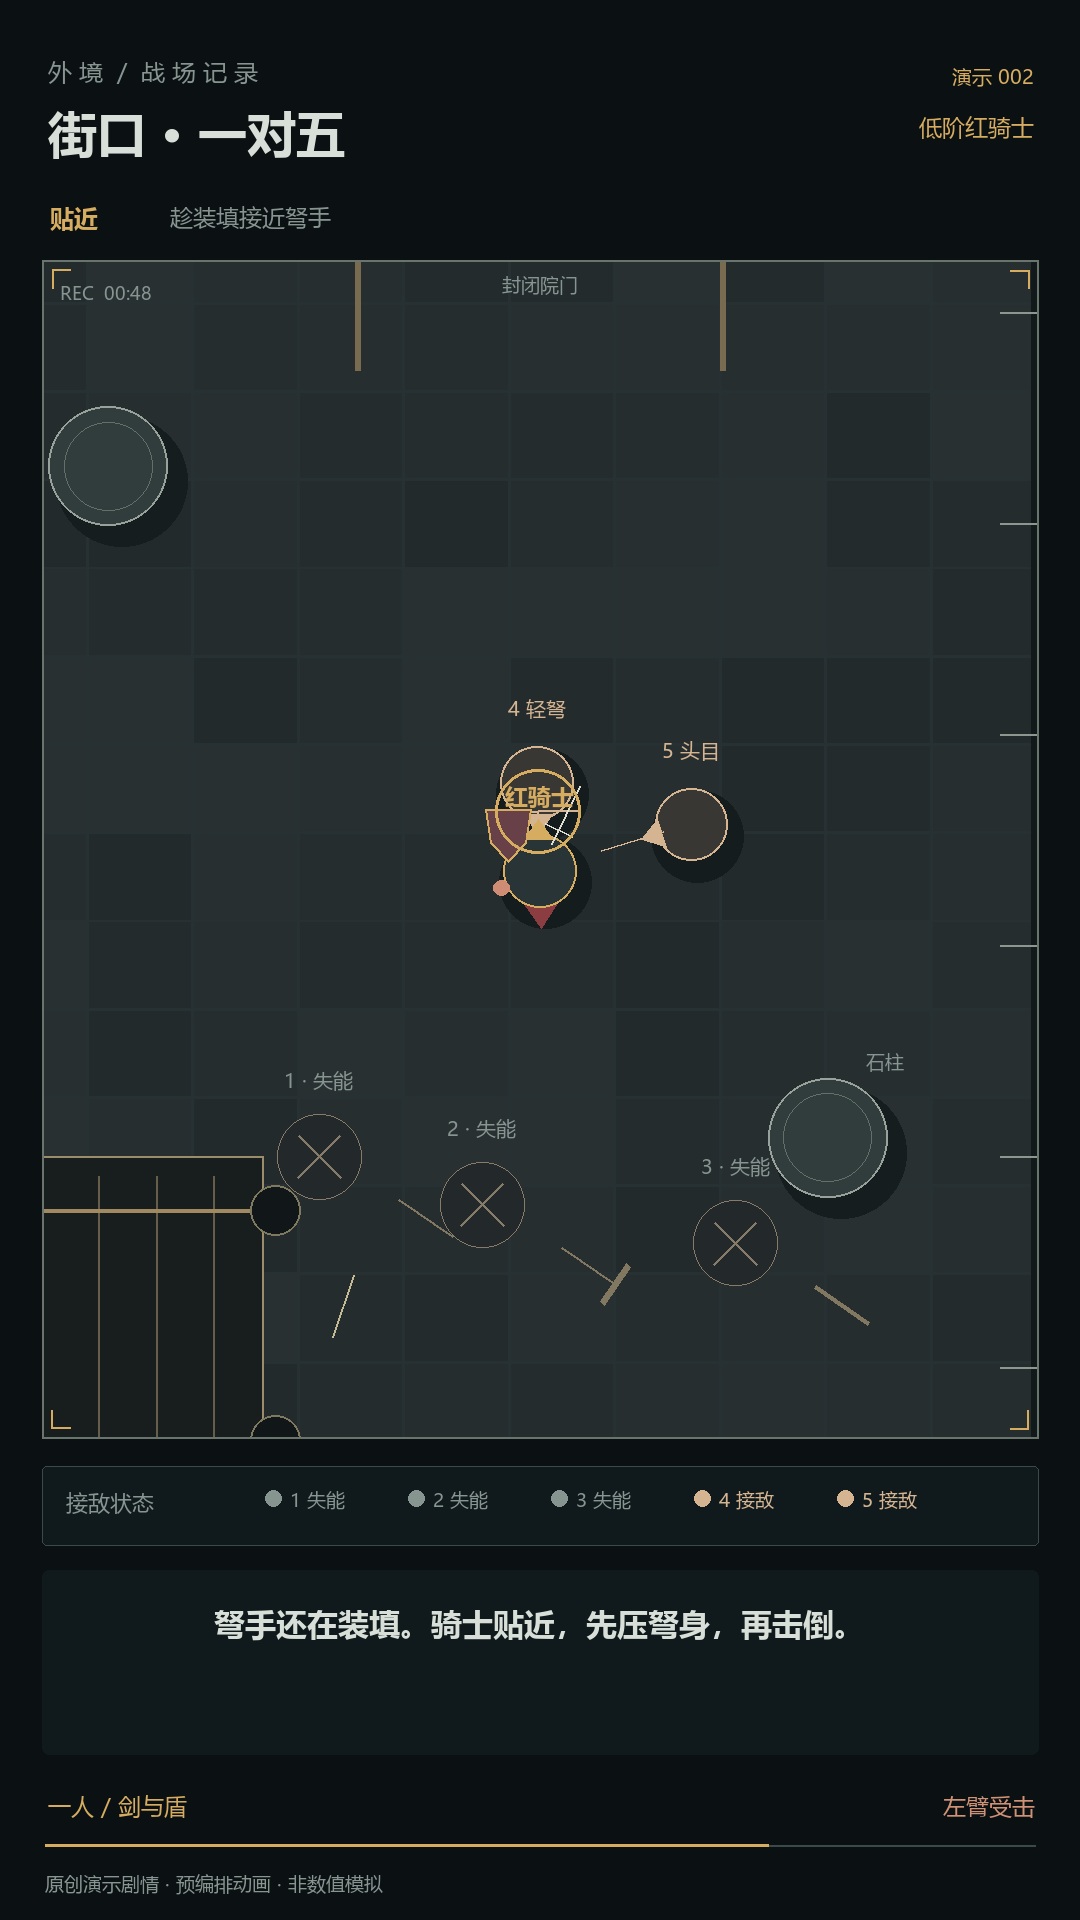 外境 / 战场记录
演示 002
街口·一对五
低阶红骑士
贴近
趁装填接近弩手
封闭院门
REC 00:48
4 轻弩
5 头目
红骑士
石柱
1 · 失能
2 · 失能
3 · 失能
接敌状态
1 失能
2 失能
3 失能
4 接敌
5 接敌
弩手还在装填。骑士贴近，先压弩身，再击倒。
一人 / 剑与盾
左臂受击
原创演示剧情 · 预编排动画 · 非数值模拟